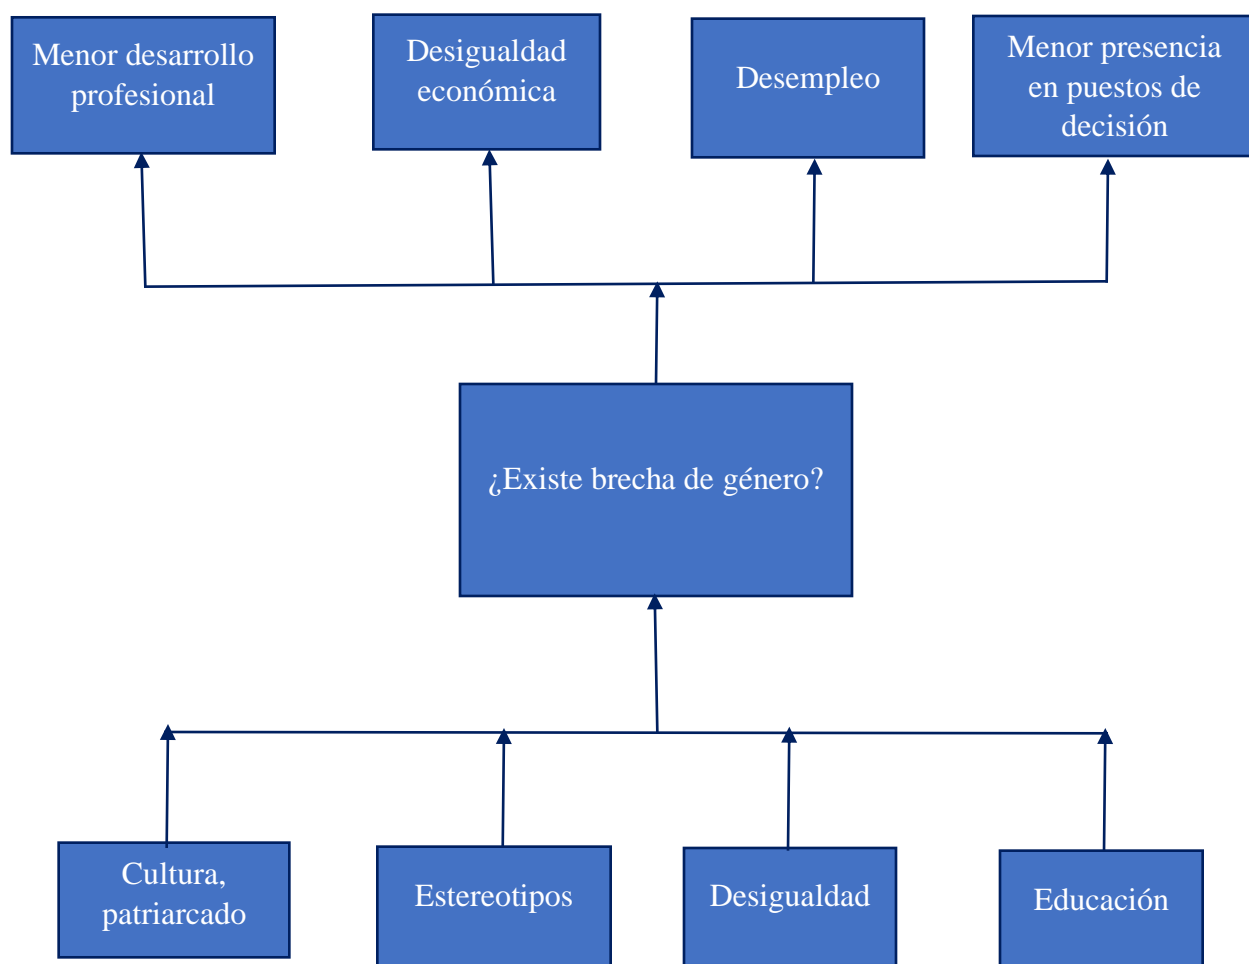 Menor desarrollo
profesional
Desigualdad
económica
Desempleo
Menor presencia
en puestos de
decisión
¿Existe brecha de género?
Cultura,
patriarcado
Estereotipos
Desigualdad
Educación